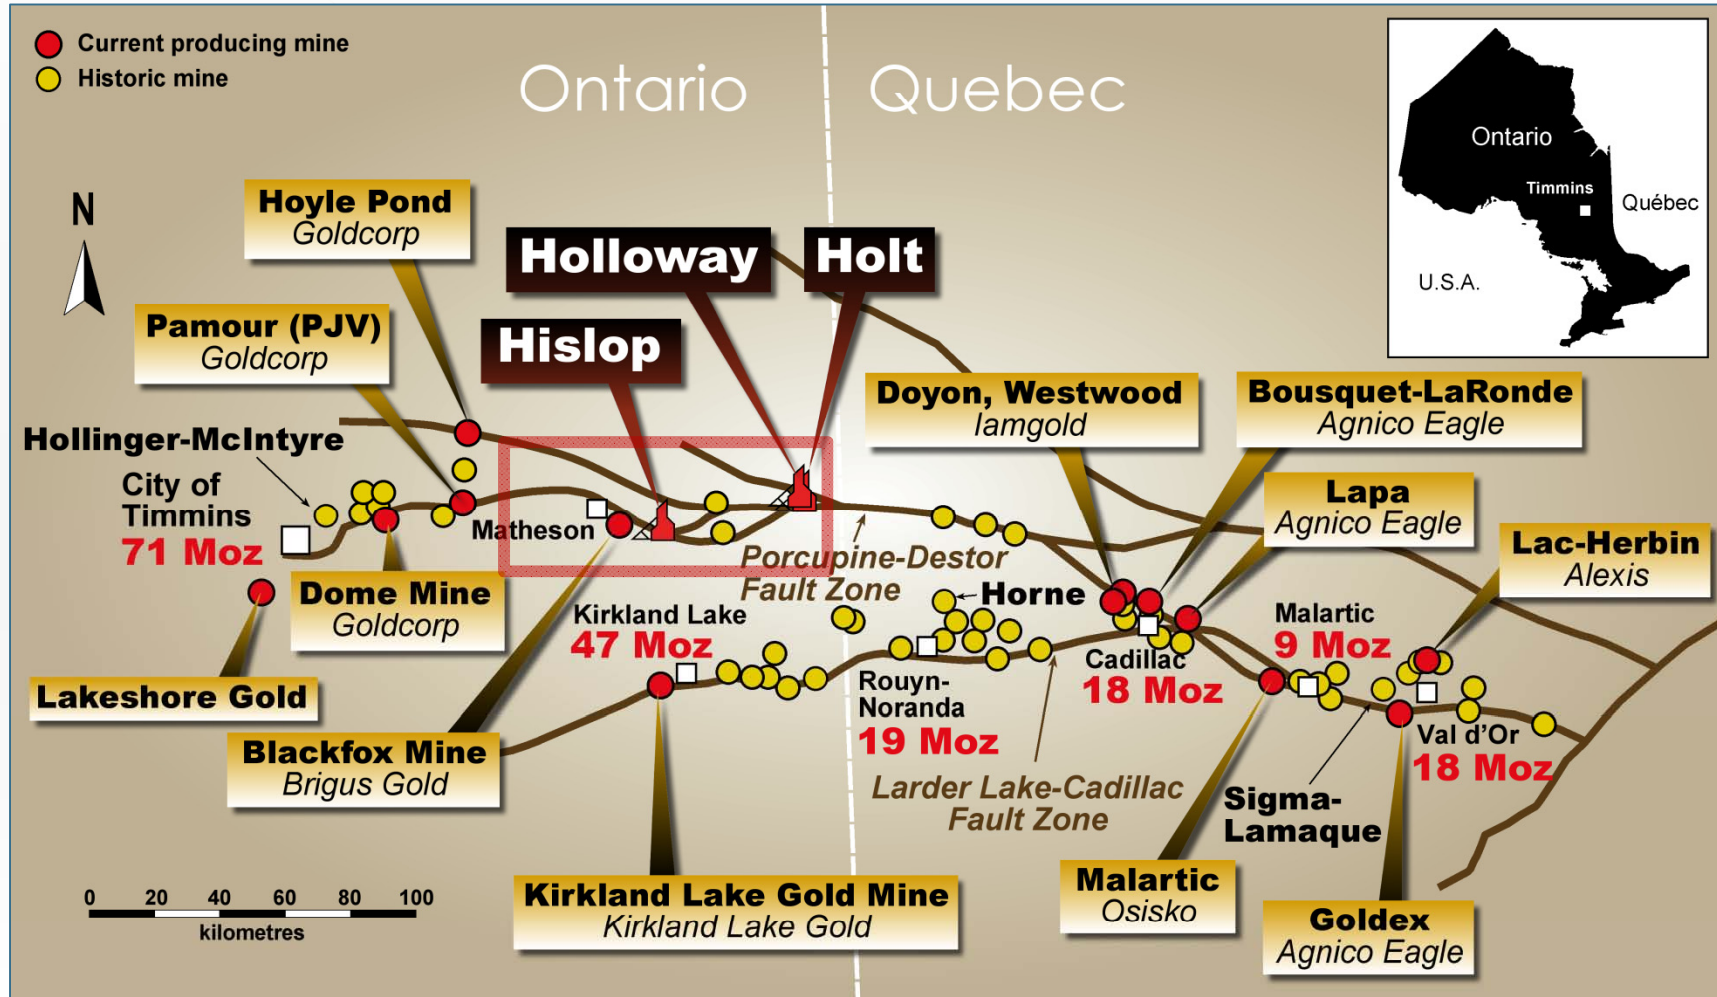 Current producing mine
Historic mine
Ontario
Quebec
Ontario
Timmins
Québec
U.S.A.
N
Hoyle Pond
Goldcorp
Holloway
Holt
Pamour (PJV)
Goldcorp
Hislop
Doyon, Westwood
Iamgold
Bousquet-LaRonde
Agnico Eagle
Hollinger-McIntyre
City of
Timmins
71 Moz
Matheson
Lapa
Agnico Eagle
Lac-Herbin
Alexis
Porcupine-Destor
Fault Zone
Dome Mine
Goldcorp
Horne
Kirkland Lake
47 Moz
Malartic
9 Moz
Cadillac
18 Moz
Lakeshore Gold
Rouyn-
Noranda
19 Moz
Val d'Or
18 Moz
Blackfox Mine
Brigus Gold
Larder Lake-Cadillac
Fault Zone
Sigma-
Lamaque
Kirkland Lake Gold Mine
Kirkland Lake Gold
Malartic
Osisko
Goldex
Agnico Eagle
0 20 40 60 80 100
kilometres